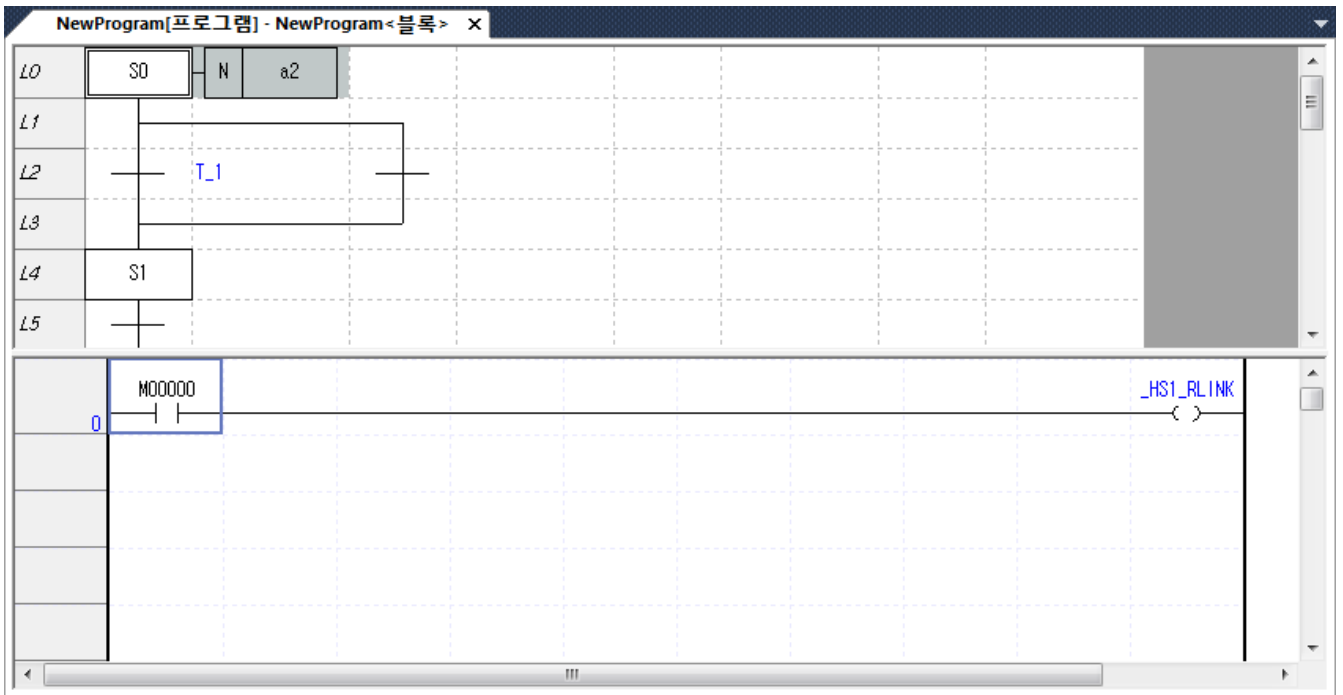 NewProgram[프로그램] - NewProgram<블록> X
L0 S0 N a2
L1
L2 T_1
L3
L4 S1
L5
M00000 _HS1_RLINK
0